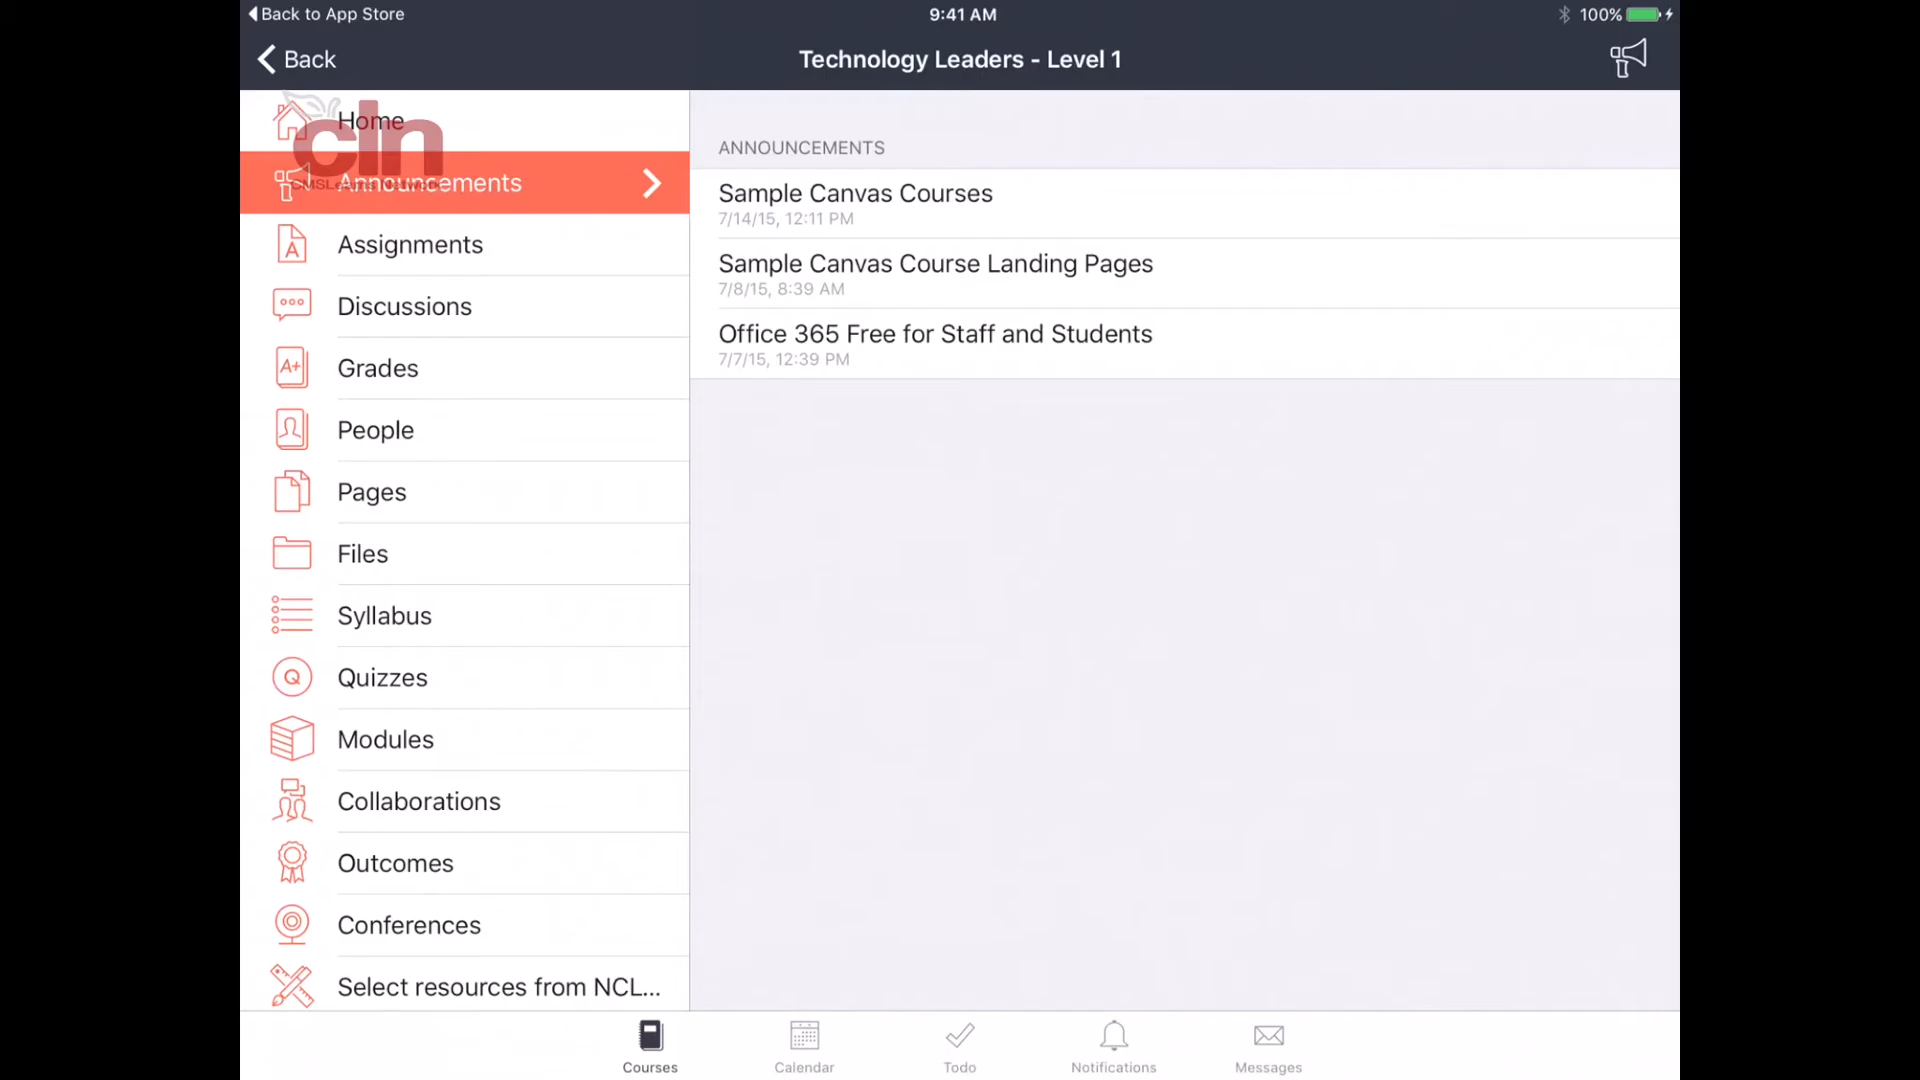 Back to App Store
9:41 AM
100%
Back
Technology Leaders - Level 1
Home
cln
Announcements
Assignments
Discussions
A+
Grades
People
Pages
Files
Syllabus
Q
Quizzes
Modules
Collaborations
Outcomes
Conferences
Select resources from NCL...
ANNOUNCEMENTS
Sample Canvas Courses
7/14/15, 12:11 PM
Sample Canvas Course Landing Pages
7/8/15, 8:39 AM
Office 365 Free for Staff and Students
7/7/15, 12:39 PM
Courses
Calendar
Todo
Notifications
Messages